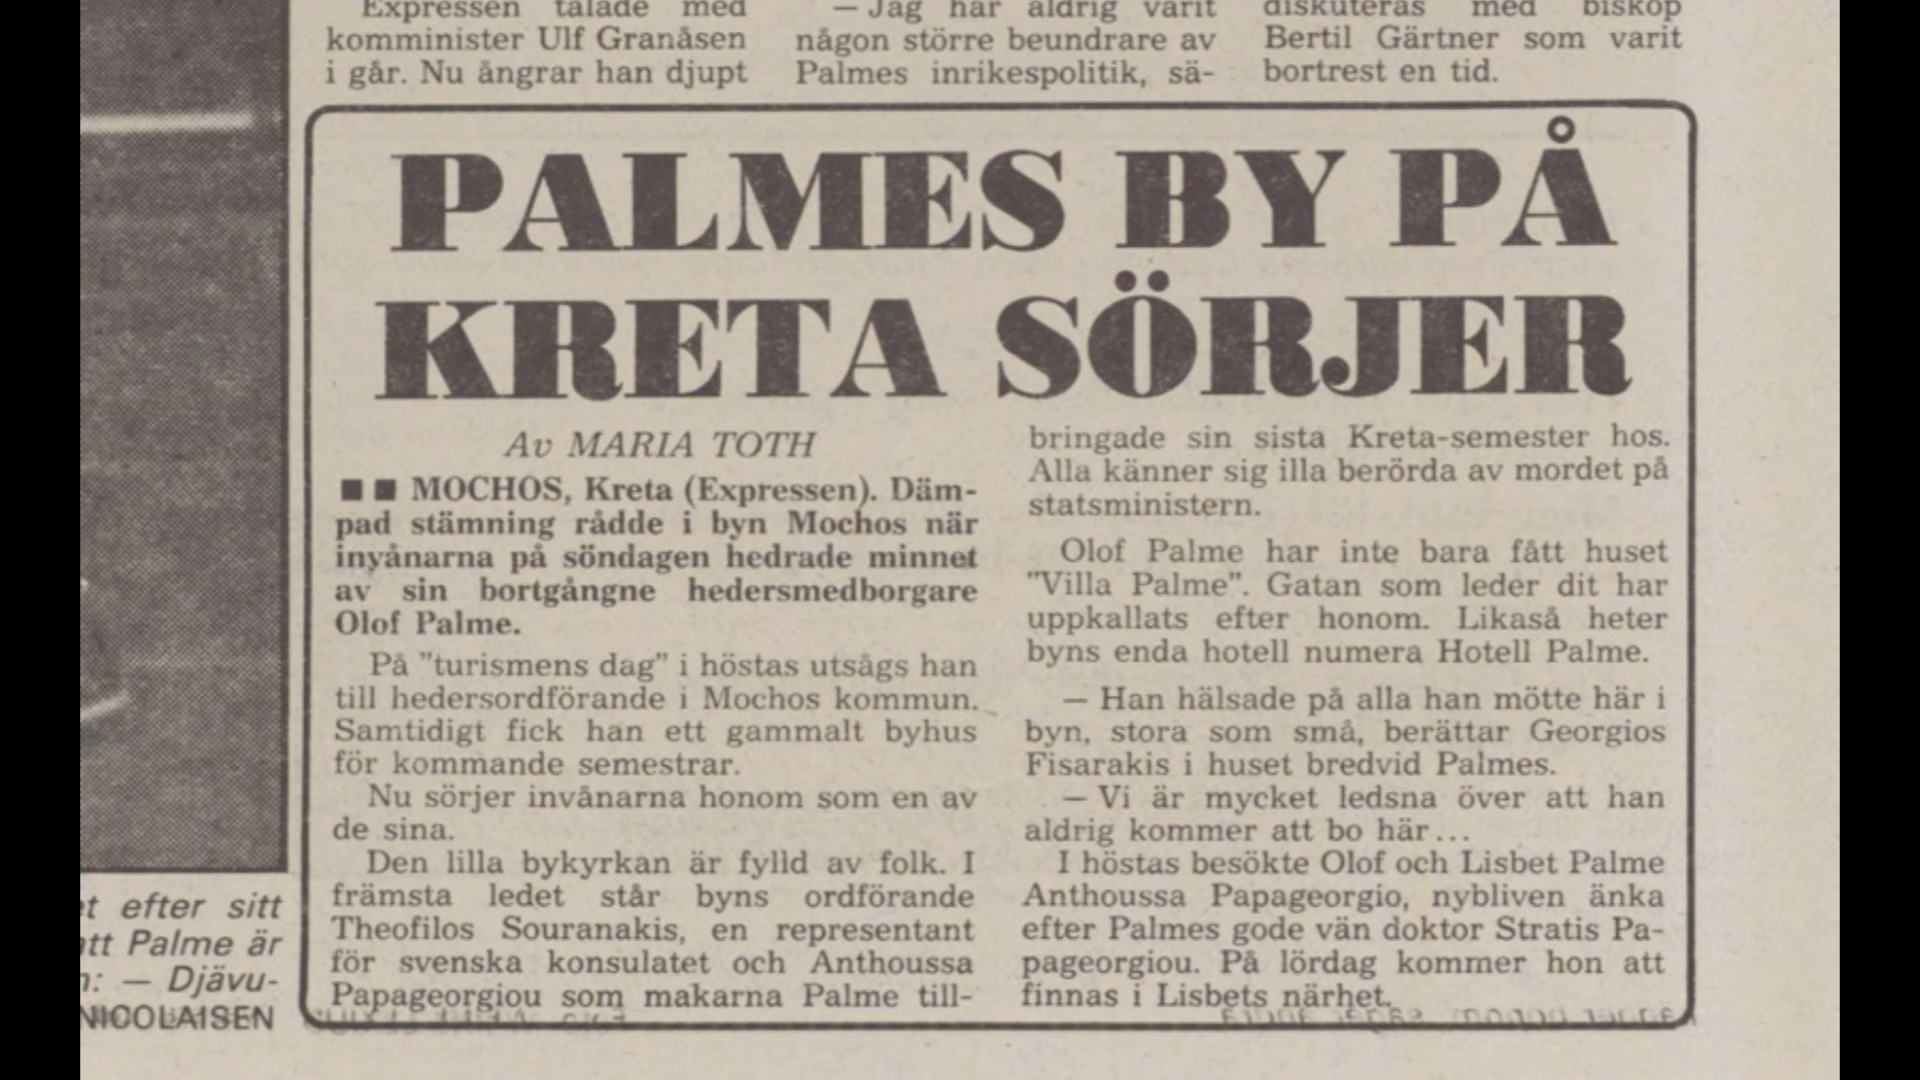 Expressen talade med
komminister Ulf Granåsen
i går. Nu ångrar han djupt
— Jag har aldrig varit
någon större beundrare av
Palmes inrikespolitik, sä-
diskuteras med biskop
Bertil Gärtner som varit
bortrest en tid.
PALMES BY PÅ
KRETA SÖRJER
Av MARIA TOTH
■ ■ MOCHOS, Kreta (Expressen). Däm-
pad stämning rådde i byn Mochos när
inyånarna på söndagen hedrade minnet
av sin bortgångne hedersmedborgare
Olof Palme.
På "turismens dag" i höstas utsågs han
till hedersordförande i Mochos kommun.
Samtidigt fick han ett gammalt byhus
för kommande semestrar.
Nu sörjer invånarna honom som en av
de sina.
Den lilla bykyrkan är fylld av folk. I
främsta ledet står byns ordförande
Theofilos Souranakis, en representant
för svenska konsulatet och Anthoussa
Papageorgiou som makarna Palme till-
bringade sin sista Kreta-semester hos.
Alla känner sig illa berörda av mordet på
statsministern.
Olof Palme har inte bara fått huset
"Villa Palme". Gatan som leder dit har
uppkallats efter honom. Likaså heter
byns enda hotell numera Hotell Palme.
— Han hälsade på alla han mötte här i
byn, stora som små, berättar Georgios
Fisarakis i huset bredvid Palmes.
— Vi är mycket ledsna över att han
aldrig kommer att bo här...
I höstas besökte Olof och Lisbet Palme
Anthoussa Papageorgio, nybliven änka
efter Palmes gode vän doktor Stratis Pa-
pageorgiou. På lördag kommer hon att
finnas i Lisbets närhet.
efter sitt
att Palme är
— Djävu-
NICOLAISEN